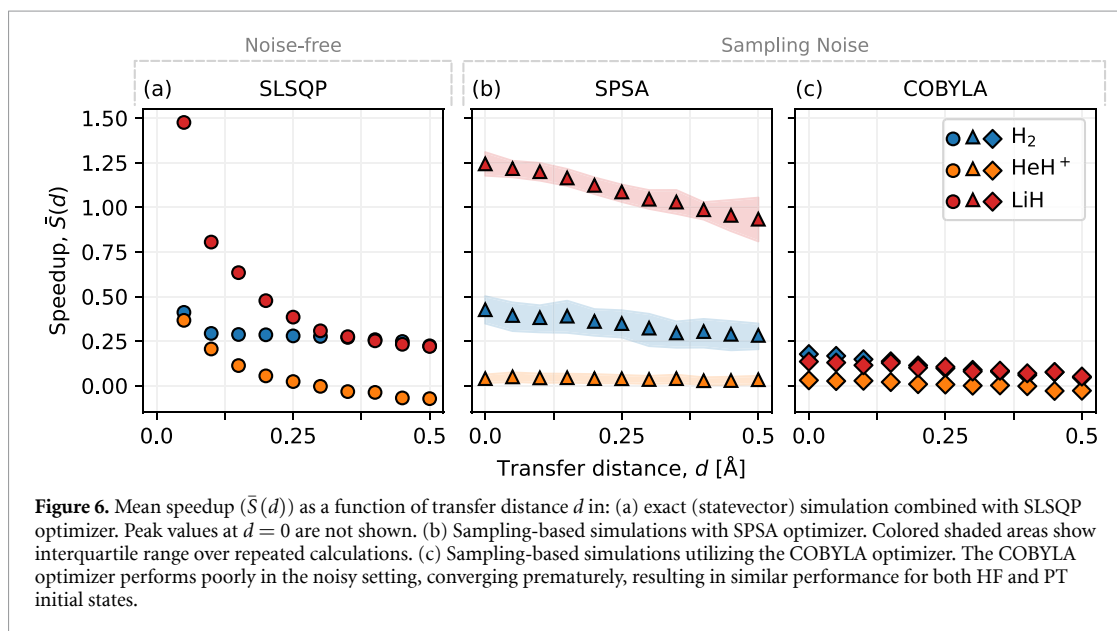 Noise-free
Sampling Noise
(a) SLSQP
(b) SPSA
(c) COBYLA
Speedup, S̄(d)
1.50
1.25
1.00
0.75
0.50
0.25
0.00
H₂
HeH⁺
LiH
0.0 0.25 0.5
0.0 0.25 0.5
0.0 0.25 0.5
Transfer distance, d [Å]
Figure 6. Mean speedup (S̄(d)) as a function of transfer distance d in: (a) exact (statevector) simulation combined with SLSQP
optimizer. Peak values at d = 0 are not shown. (b) Sampling-based simulations with SPSA optimizer. Colored shaded areas show
interquartile range over repeated calculations. (c) Sampling-based simulations utilizing the COBYLA optimizer. The COBYLA
optimizer performs poorly in the noisy setting, converging prematurely, resulting in similar performance for both HF and PT
initial states.